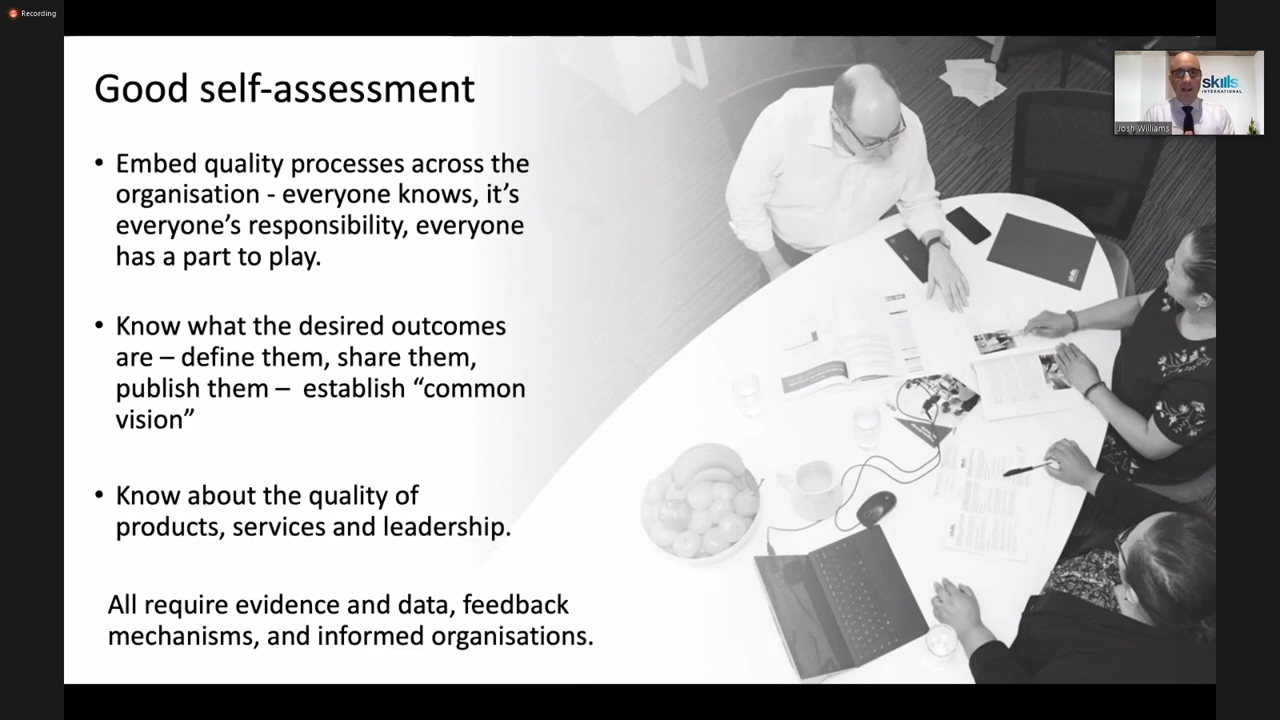 Recording
Good self-assessment
• Embed quality processes across the
organisation - everyone knows, it’s
everyone’s responsibility, everyone
has a part to play.
• Know what the desired outcomes
are – define them, share them,
publish them – establish “common
vision”
• Know about the quality of
products, services and leadership.
All require evidence and data, feedback
mechanisms, and informed organisations.
skills
INTERNATIONAL
Josh Williams